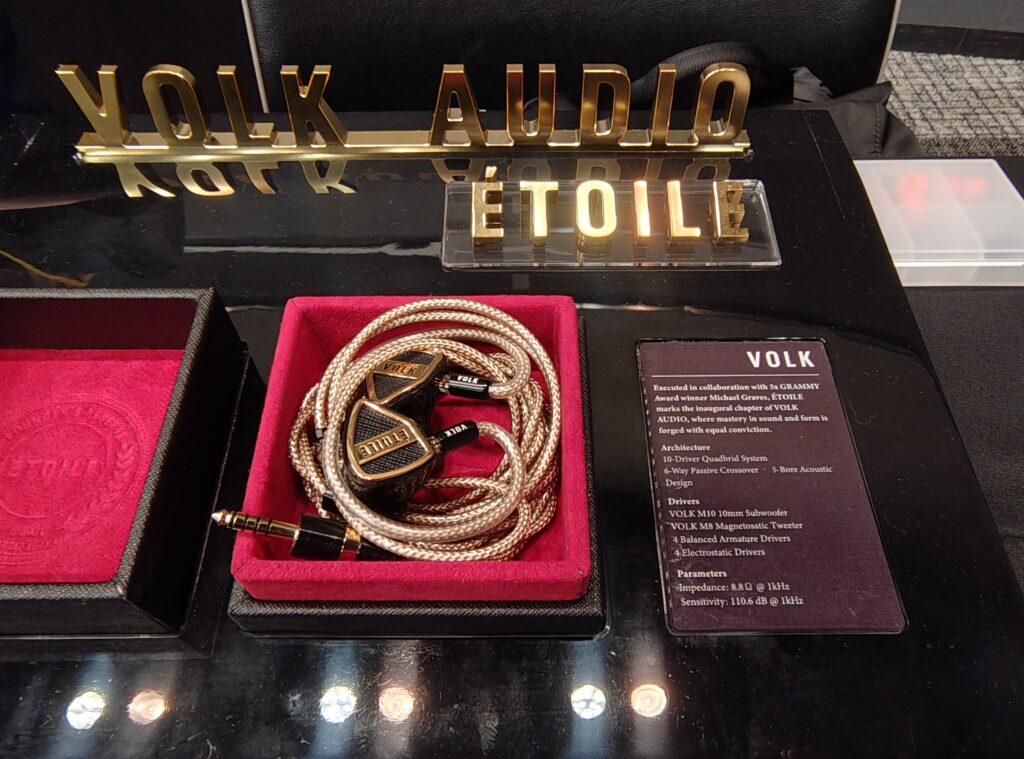 VOLK AUDIO
ÉTOILE
VOLK
ÉTOILE
VOLK
VOLK
VOLK
Executed in collaboration with 5x GRAMMY
Award winner Michael Graves, ÉTOILE
marks the inaugural chapter of VOLK
AUDIO, where mastery in sound and form is
forged with equal conviction.
Architecture
10-Driver Quadbrid System
6-Way Passive Crossover · 5-Bore Acoustic
Design
Drivers
VOLK M10 10mm Subwoofer
VOLK M8 Magnetosatic Tweeter
4 Balanced Armature Drivers
4 Electrostatic Drivers
Parameters
Impedance: 8.8 Ω @ 1kHz
Sensitivity: 110.6 dB @ 1kHz